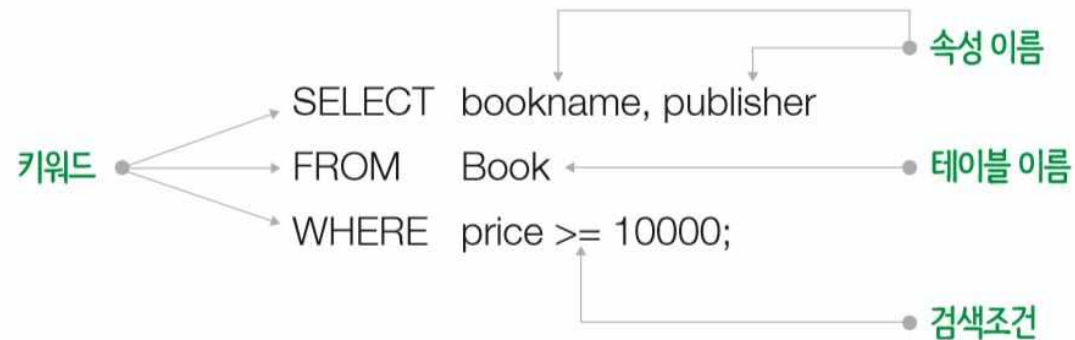 속성 이름
SELECT bookname, publisher
키워드
FROM Book
테이블 이름
WHERE price >= 10000;
검색조건